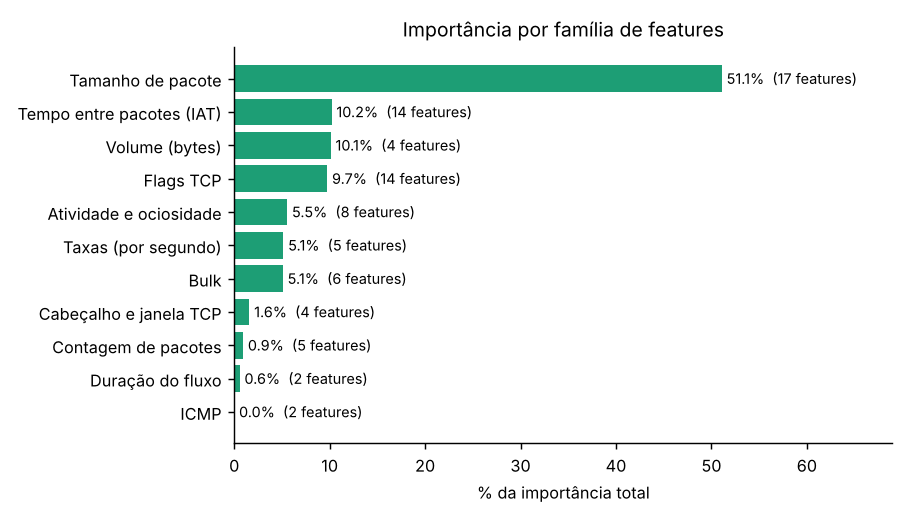 Importância por família de features
Tamanho de pacote 51.1% (17 features)
Tempo entre pacotes (IAT) 10.2% (14 features)
Volume (bytes) 10.1% (4 features)
Flags TCP 9.7% (14 features)
Atividade e ociosidade 5.5% (8 features)
Taxas (por segundo) 5.1% (5 features)
Bulk 5.1% (6 features)
Cabeçalho e janela TCP 1.6% (4 features)
Contagem de pacotes 0.9% (5 features)
Duração do fluxo 0.6% (2 features)
ICMP 0.0% (2 features)
0 10 20 30 40 50 60
% da importância total